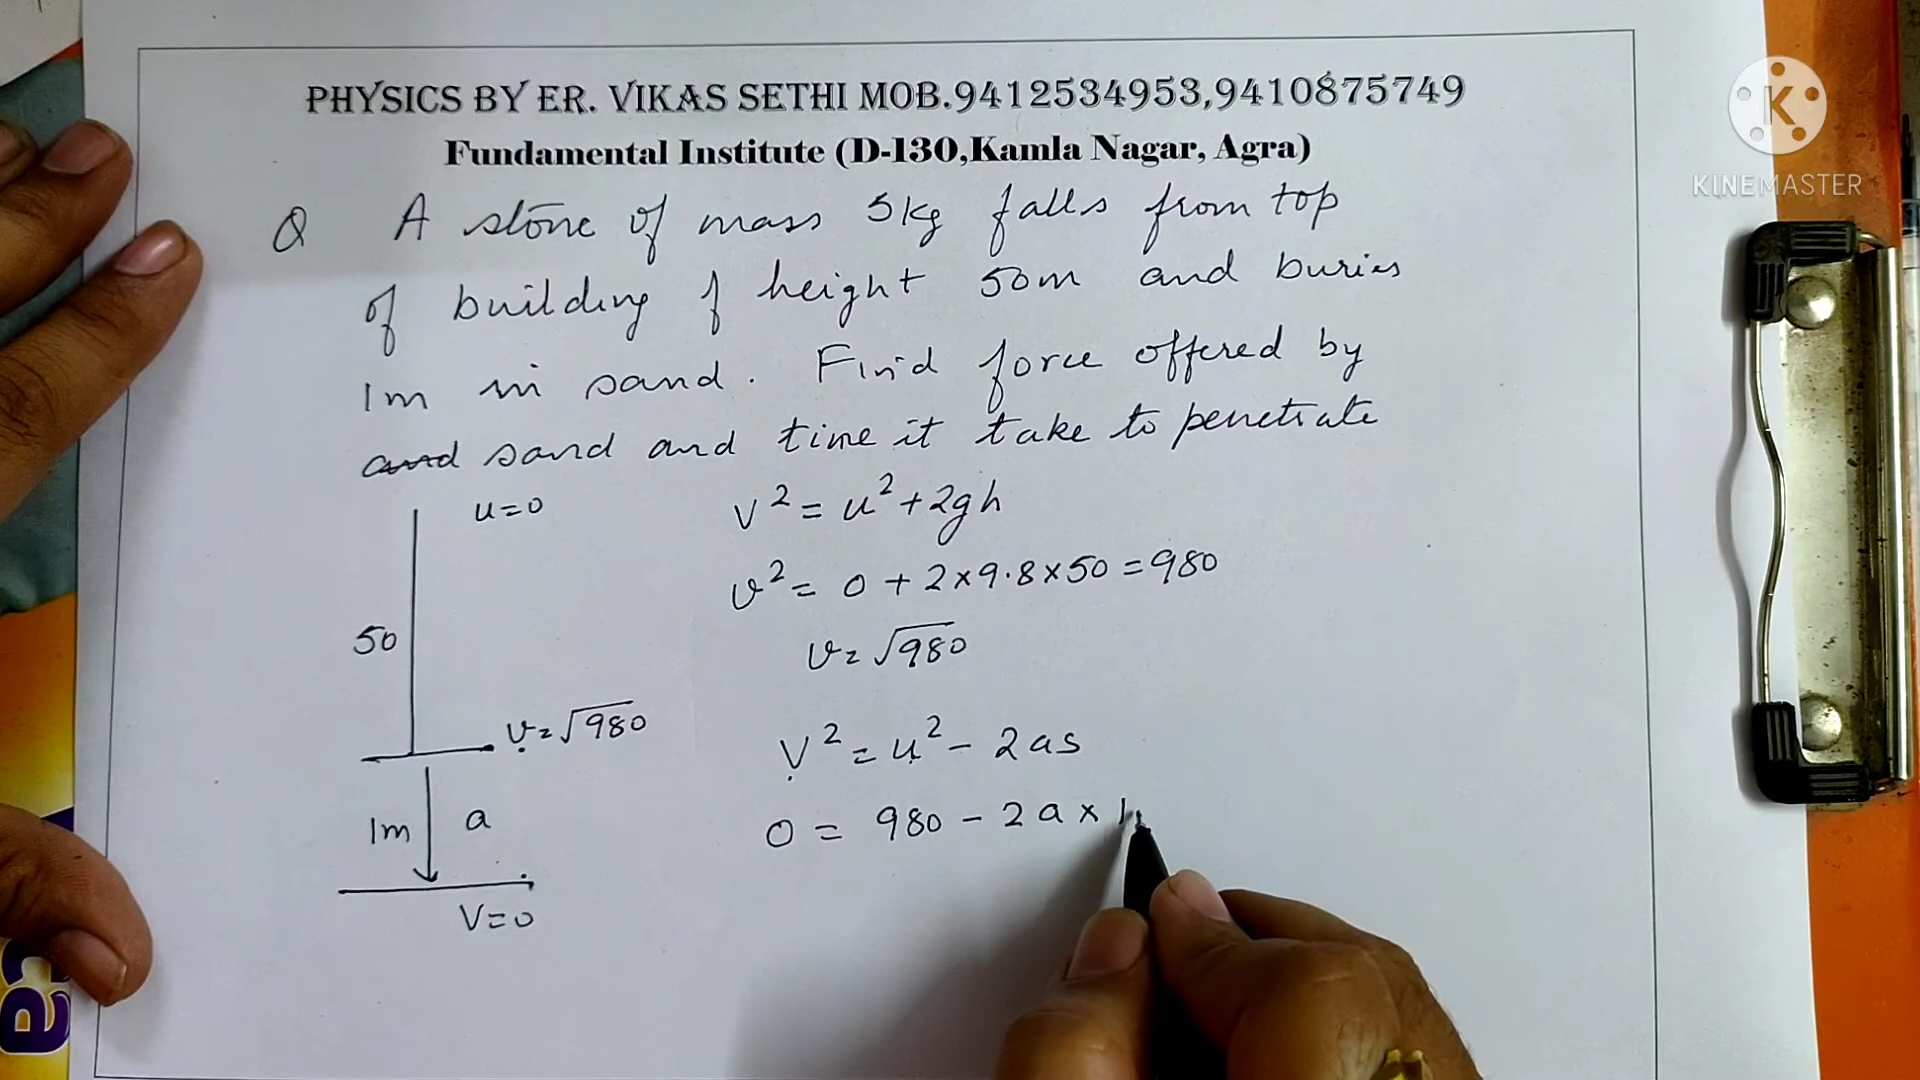 PHYSICS BY ER. VIKAS SETHI MOB.9412534953,9410875749
Fundamental Institute (D-130,Kamla Nagar, Agra)
KINEMASTER
Q A stone of mass 5kg falls from top
of building of height 50m and buries
1m in sand. Find force offered by
and sand and time it take to penetrate
u=0
50
v=√980
1m a
V=0
V²=u²+2gh
v²= 0+2×9.8×50=980
v=√980
V²=u²-2as
0=980-2a×1